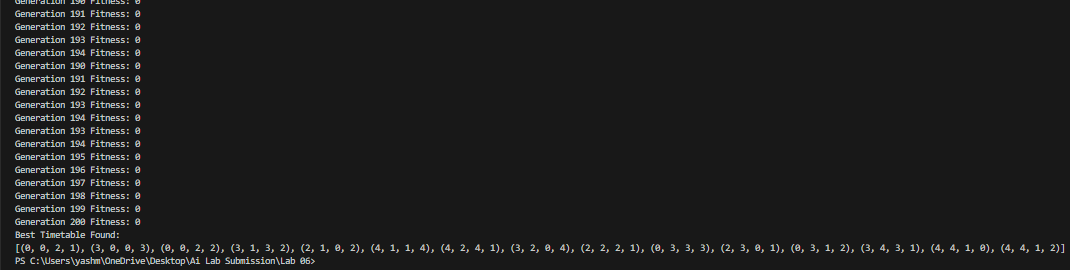 Generation 190 Fitness: 0
Generation 191 Fitness: 0
Generation 192 Fitness: 0
Generation 193 Fitness: 0
Generation 194 Fitness: 0
Generation 190 Fitness: 0
Generation 191 Fitness: 0
Generation 192 Fitness: 0
Generation 193 Fitness: 0
Generation 194 Fitness: 0
Generation 193 Fitness: 0
Generation 194 Fitness: 0
Generation 195 Fitness: 0
Generation 196 Fitness: 0
Generation 197 Fitness: 0
Generation 198 Fitness: 0
Generation 199 Fitness: 0
Generation 200 Fitness: 0
Best Timetable Found:
[(0, 0, 2, 1), (3, 0, 0, 3), (0, 0, 2, 2), (3, 1, 3, 2), (2, 1, 0, 2), (4, 1, 1, 4), (4, 2, 4, 1), (3, 2, 0, 4), (2, 2, 2, 1), (0, 3, 3, 3), (2, 3, 0, 1), (0, 3, 1, 2), (3, 4, 3, 1), (4, 4, 1, 0), (4, 4, 1, 2)]
PS C:\Users\yashm\OneDrive\Desktop\Ai Lab Submission\Lab 06>